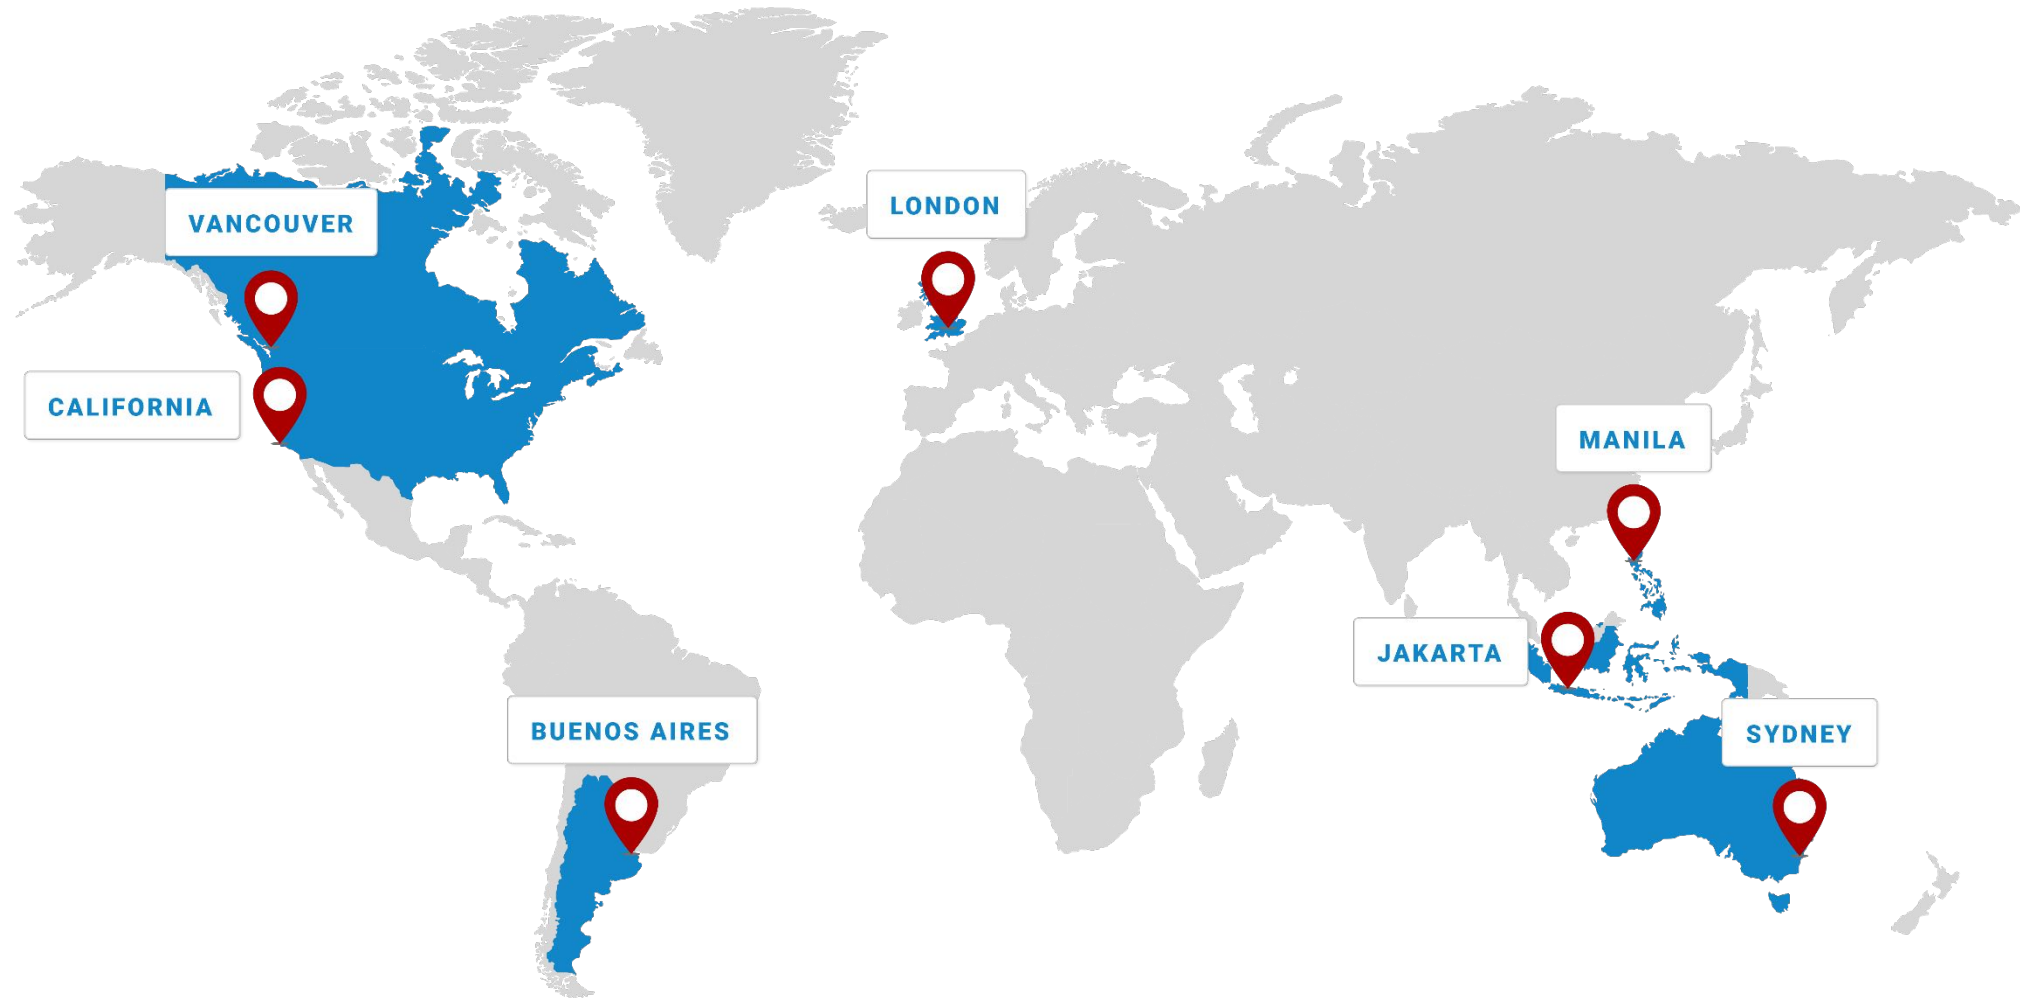 VANCOUVER
LONDON
CALIFORNIA
MANILA
JAKARTA
BUENOS AIRES
SYDNEY